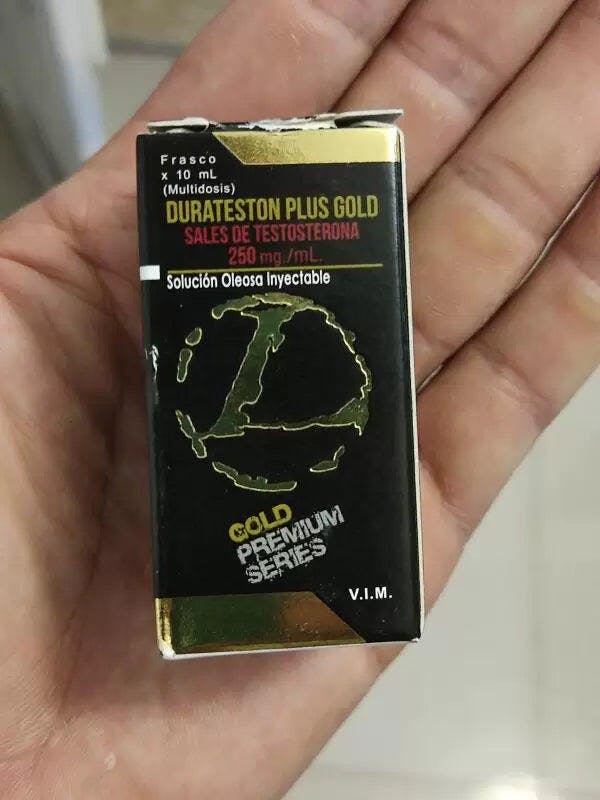 Frasco
x 10 mL
(Multidosis)
DURATESTON PLUS GOLD
SALES DE TESTOSTERONA
250 mg./mL.
Solución Oleosa Inyectable
GOLD
PREMIUM
SERIES
V.I.M.